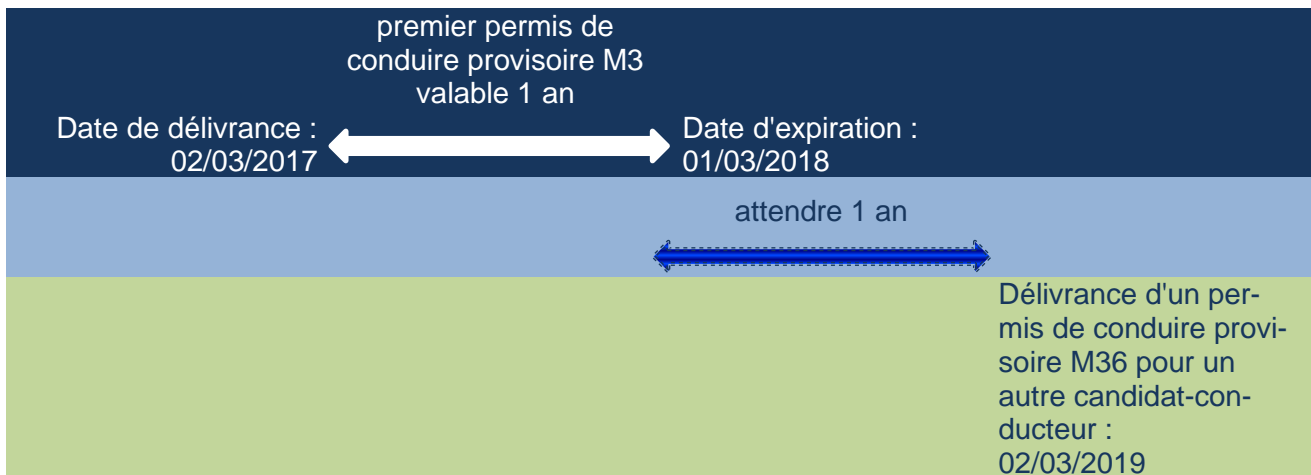 premier permis de
conduire provisoire M3
valable 1 an
Date de délivrance :
02/03/2017
Date d'expiration :
01/03/2018
attendre 1 an
Délivrance d'un per-
mis de conduire provi-
soire M36 pour un
autre candidat-con-
ducteur :
02/03/2019